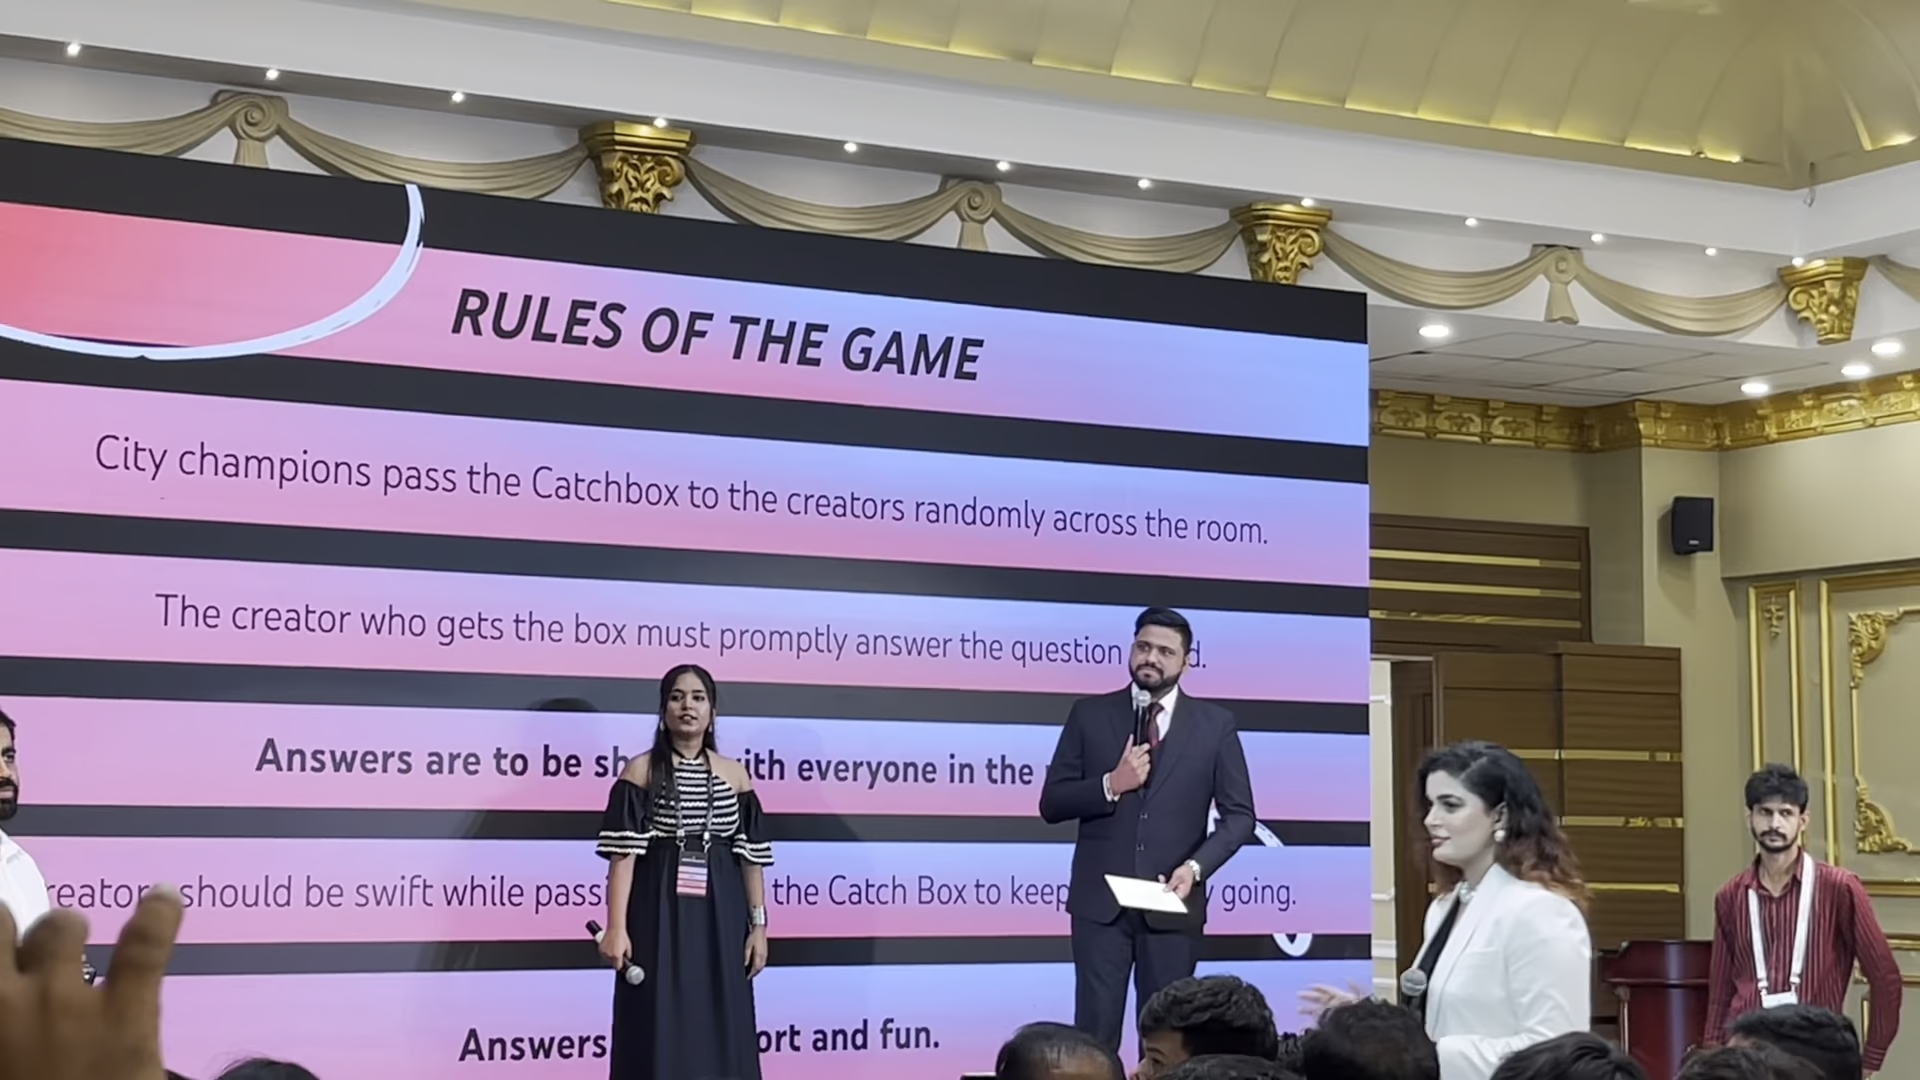 RULES OF THE GAME
City champions pass the Catchbox to the creators randomly across the room.
The creator who gets the box must promptly answer the question
Answers are to be with everyone in the
should be swift while the Catch Box to keep going.
Answers and fun.